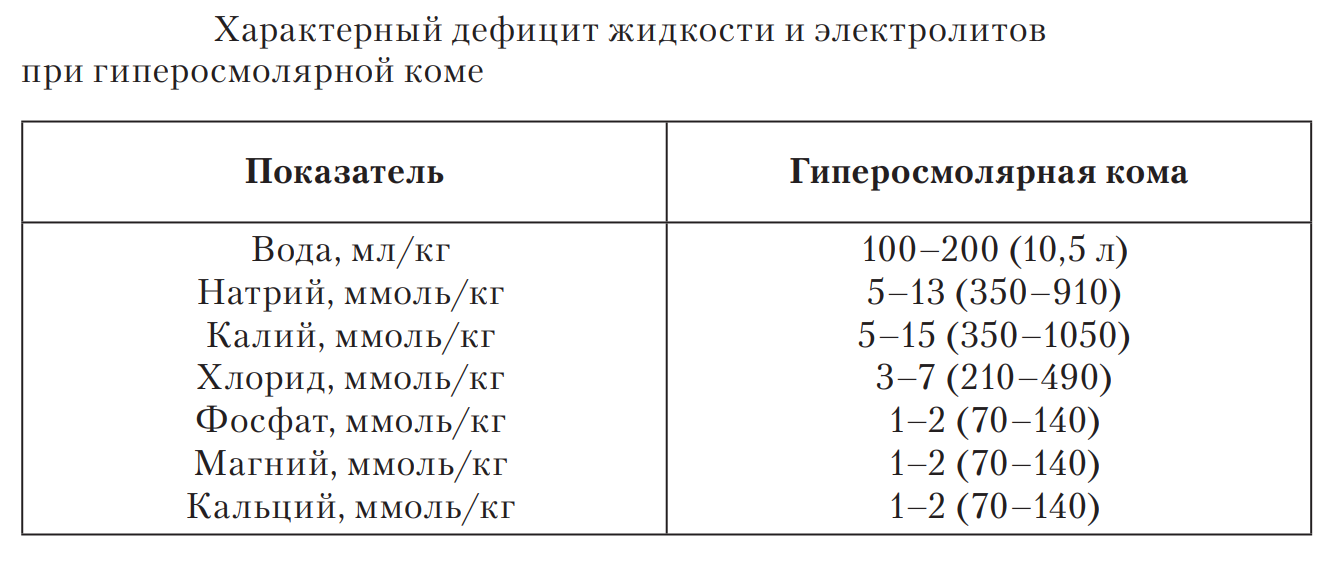 Характерный дефицит жидкости и электролитов
при гиперосмолярной коме
Показатель Гиперосмолярная кома
Вода, мл/кг 100–200 (10,5 л)
Натрий, ммоль/кг 5–13 (350–910)
Калий, ммоль/кг 5–15 (350–1050)
Хлорид, ммоль/кг 3–7 (210–490)
Фосфат, ммоль/кг 1–2 (70–140)
Магний, ммоль/кг 1–2 (70–140)
Кальций, ммоль/кг 1–2 (70–140)